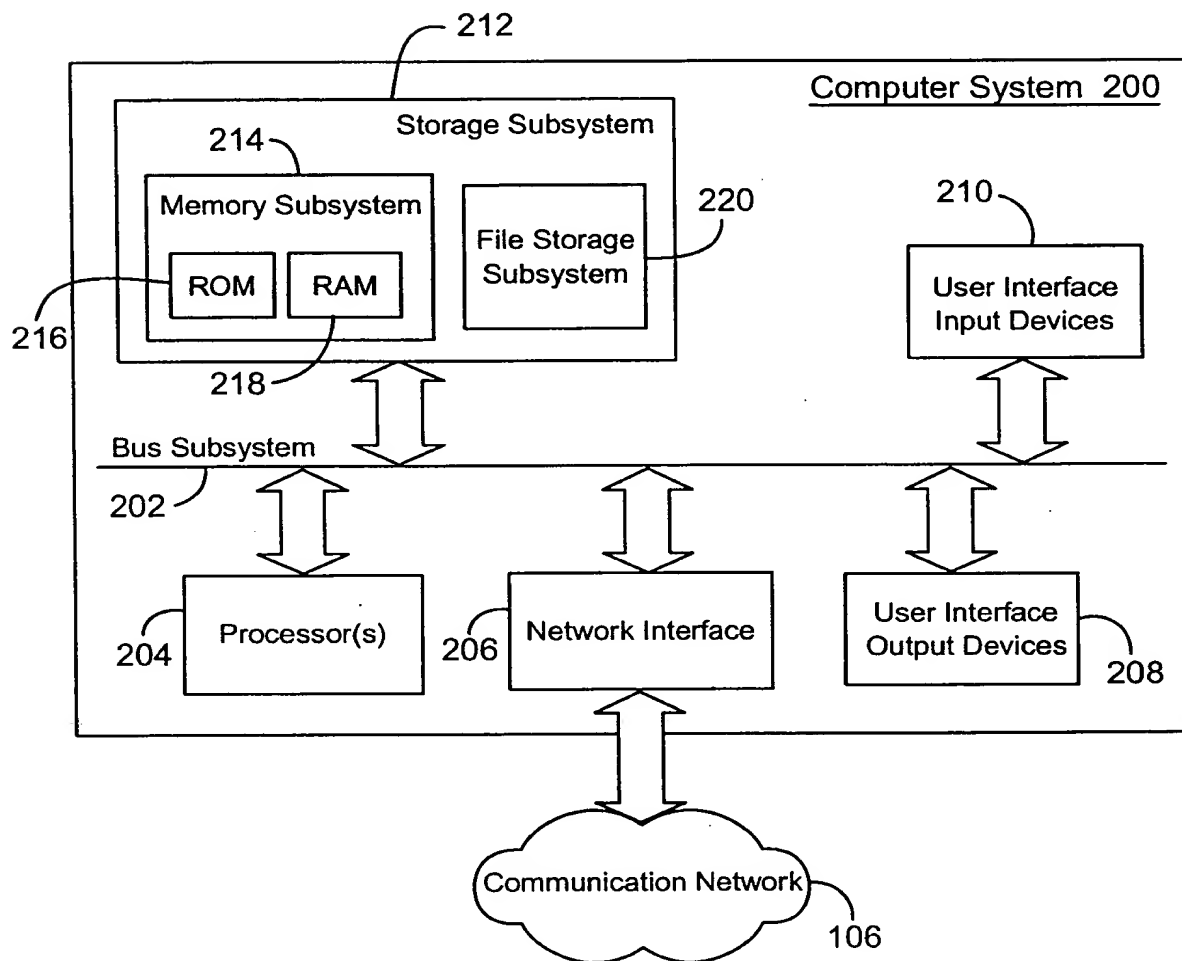 212
Computer System 200
Storage Subsystem
214
Memory Subsystem
ROM
RAM
216
218
File Storage
Subsystem
220
210
User Interface
Input Devices
Bus Subsystem
202
Processor(s)
204
Network Interface
206
User Interface
Output Devices
208
Communication Network
106